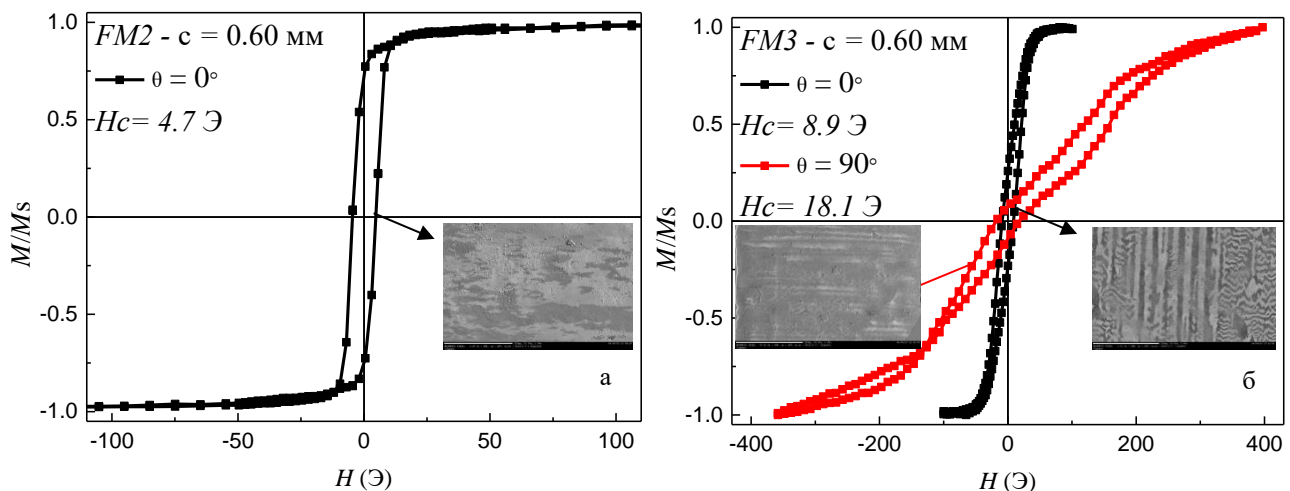 FM2 - c = 0.60 мм
θ = 0°
Hc= 4.7 Э
M/Ms
1.0
0.5
0.0
-0.5
-1.0
-100
-50
0
50
100
H (Э)
а
FM3 - c = 0.60 мм
θ = 0°
Hc= 8.9 Э
θ = 90°
Hc= 18.1 Э
M/Ms
1.0
0.5
0.0
-0.5
-1.0
-400
-200
0
200
400
H (Э)
б